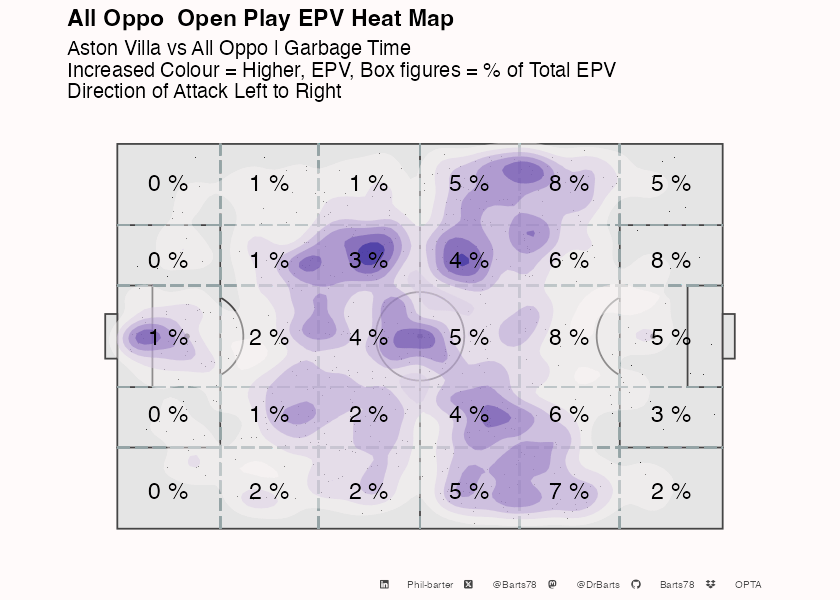 All Oppo  Open Play EPV Heat Map
Aston Villa vs All Oppo | Garbage Time
Increased Colour = Higher, EPV, Box figures = % of Total EPV
Direction of Attack Left to Right
0 % 1 % 1 % 5 % 8 % 5 %
0 % 1 % 3 % 4 % 6 % 8 %
1 % 2 % 4 % 5 % 8 % 5 %
0 % 1 % 2 % 4 % 6 % 3 %
0 % 2 % 2 % 5 % 7 % 2 %
Phil-barter @Barts78 @DrBarts Barts78 OPTA